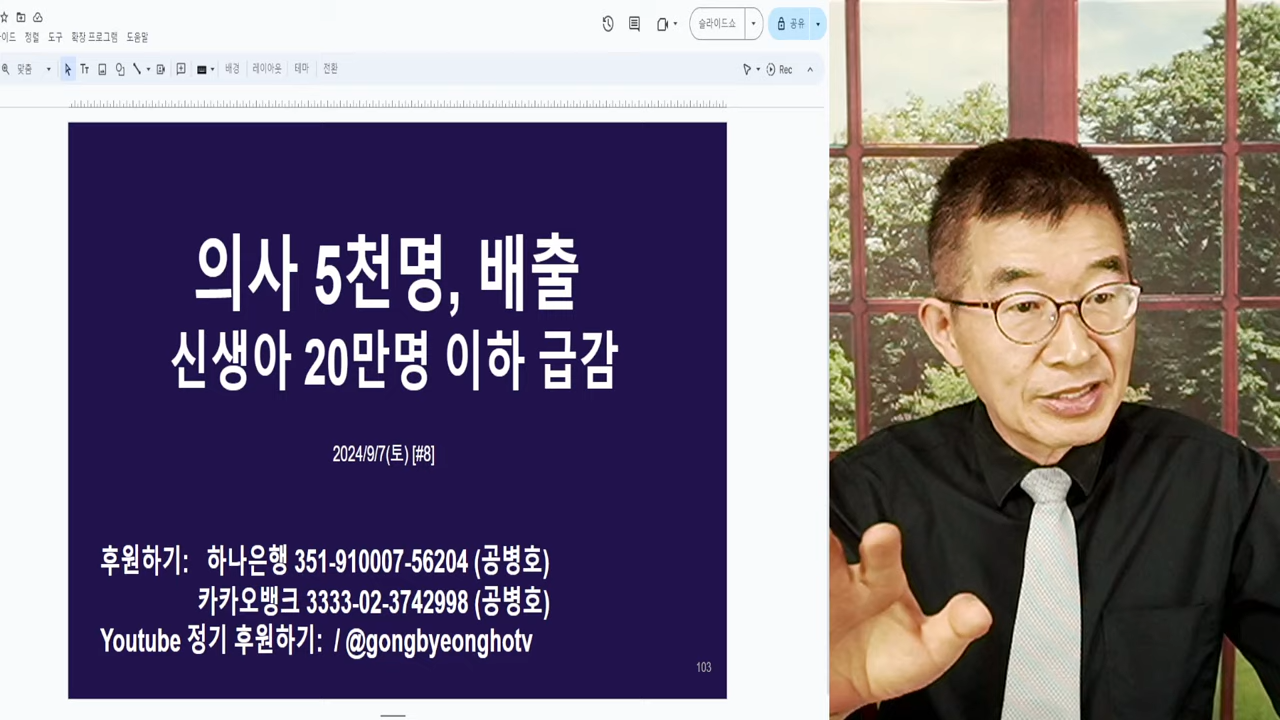 이드 정렬 도구 확장 프로그램 도움말
슬라이드쇼
공유
맞춤
Tт
배경 레이아웃 테마 전환
Rec
의사 5천명, 배출
신생아 20만명 이하 급감
2024/9/7(토) [#8]
후원하기: 하나은행 351-910007-56204 (공병호)
카카오뱅크 3333-02-3742998 (공병호)
Youtube 정기 후원하기: / @gongbyeonghotv
103